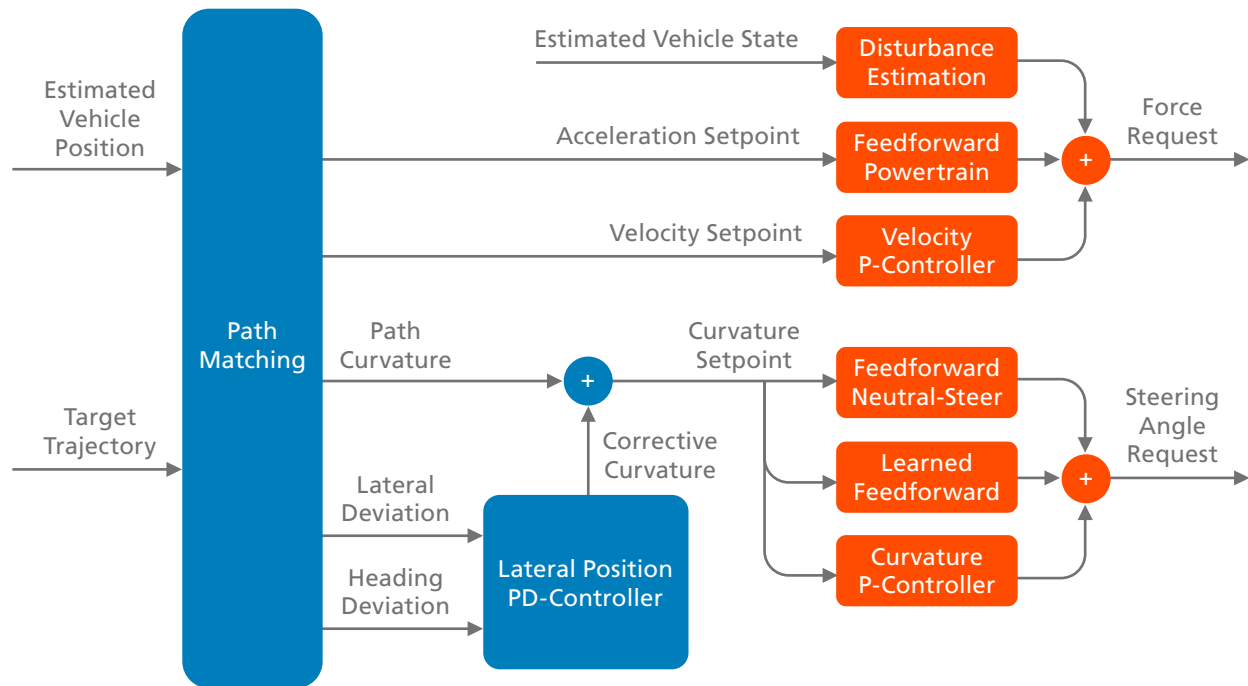 Estimated Vehicle State
Disturbance
Estimation
Estimated
Vehicle
Position
Acceleration Setpoint
Feedforward
Powertrain
+
Force
Request
Velocity Setpoint
Velocity
P-Controller
Path
Matching
Path
Curvature
+
Curvature
Setpoint
Feedforward
Neutral-Steer
Target
Trajectory
Corrective
Curvature
Learned
Feedforward
+
Steering
Angle
Request
Lateral
Deviation
Heading
Deviation
Lateral Position
PD-Controller
Curvature
P-Controller